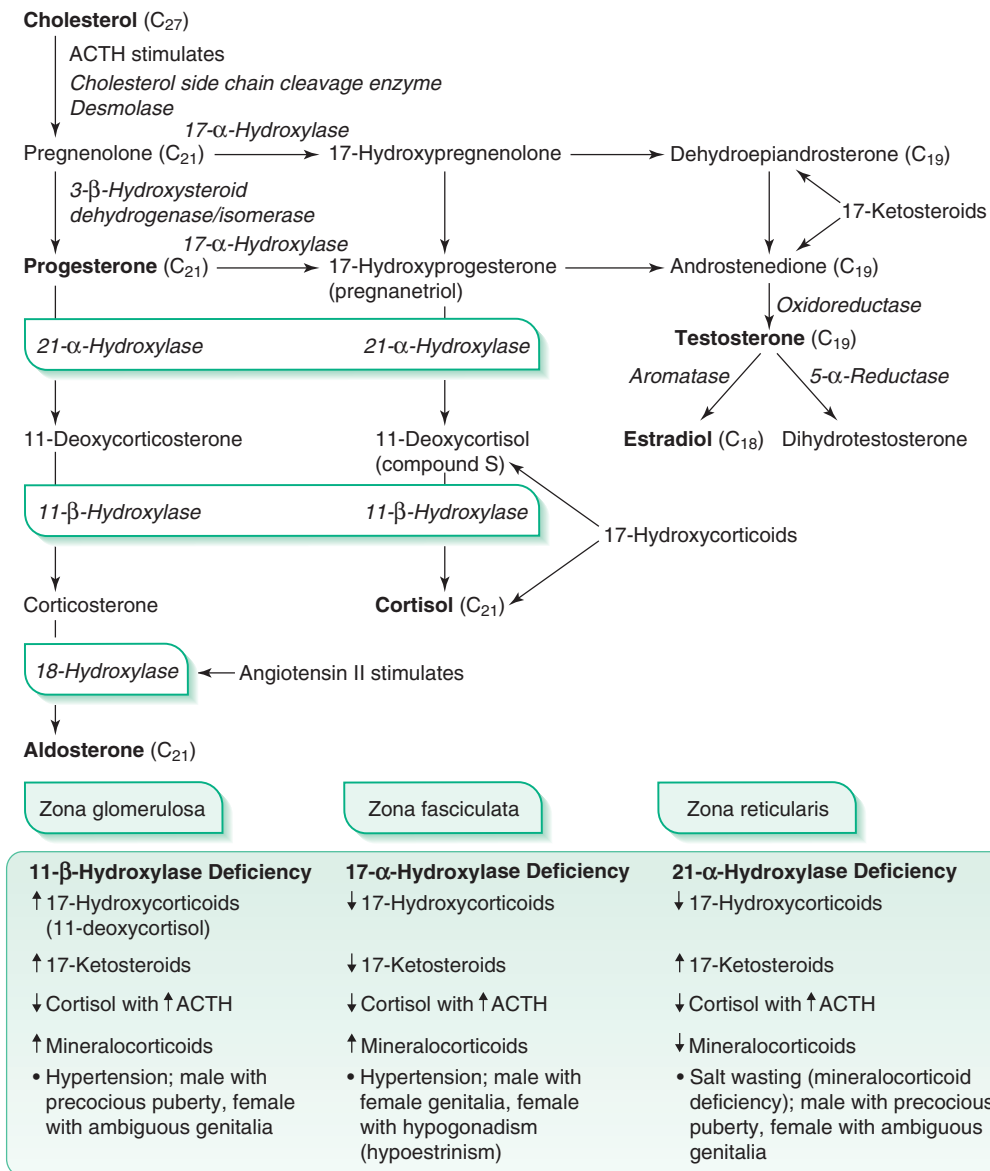 Cholesterol (C27)
ACTH stimulates
Cholesterol side chain cleavage enzyme
Desmolase
17-α-Hydroxylase
Pregnenolone (C21)
17-Hydroxypregnenolone
Dehydroepiandrosterone (C19)
3-β-Hydroxysteroid
dehydrogenase/isomerase
17-Ketosteroids
17-α-Hydroxylase
Progesterone (C21)
17-Hydroxyprogesterone
(pregnanetriol)
Androstenedione (C19)
Oxidoreductase
21-α-Hydroxylase
21-α-Hydroxylase
Testosterone (C19)
Aromatase
5-α-Reductase
11-Deoxycorticosterone
11-Deoxycortisol
(compound S)
Estradiol (C18)
Dihydrotestosterone
11-β-Hydroxylase
11-β-Hydroxylase
17-Hydroxycorticoids
Corticosterone
Cortisol (C21)
18-Hydroxylase
Angiotensin II stimulates
Aldosterone (C21)
Zona glomerulosa
Zona fasciculata
Zona reticularis
11-β-Hydroxylase Deficiency
↑ 17-Hydroxycorticoids
(11-deoxycortisol)
↑ 17-Ketosteroids
↓ Cortisol with ↑ ACTH
↑ Mineralocorticoids
• Hypertension; male with
precocious puberty, female
with ambiguous genitalia
17-α-Hydroxylase Deficiency
↓ 17-Hydroxycorticoids
↓ 17-Ketosteroids
↓ Cortisol with ↑ ACTH
↑ Mineralocorticoids
• Hypertension; male with
female genitalia, female
with hypogonadism
(hypoestrinism)
21-α-Hydroxylase Deficiency
↓ 17-Hydroxycorticoids
↑ 17-Ketosteroids
↓ Cortisol with ↑ ACTH
↓ Mineralocorticoids
• Salt wasting (mineralocorticoid
deficiency); male with precocious
puberty, female with ambiguous
genitalia